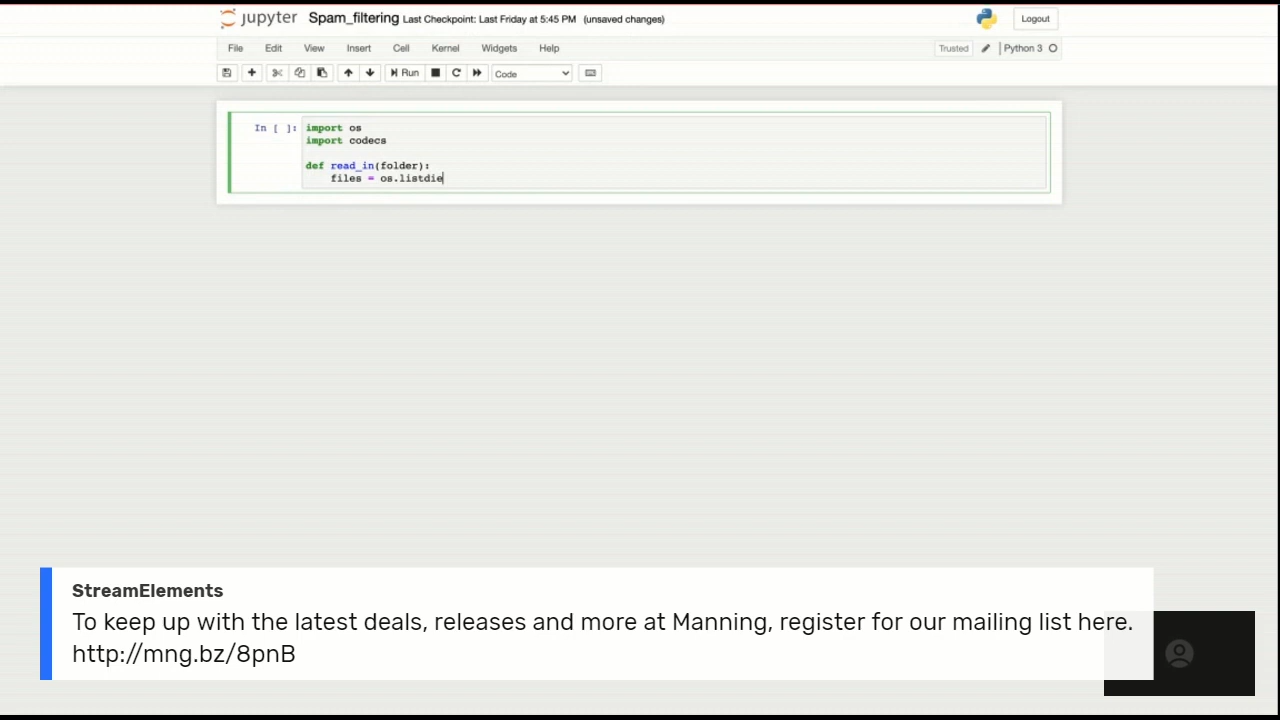 jupyter Spam_filtering Last Checkpoint: Last Friday at 5:45 PM (unsaved changes) Logout
File Edit View Insert Cell Kernel Widgets Help Trusted Python 3
Run Code
In [ ]: import os
import codecs
def read_in(folder):
files = os.listdie
StreamElements
To keep up with the latest deals, releases and more at Manning, register for our mailing list here.
http://mng.bz/8pnB